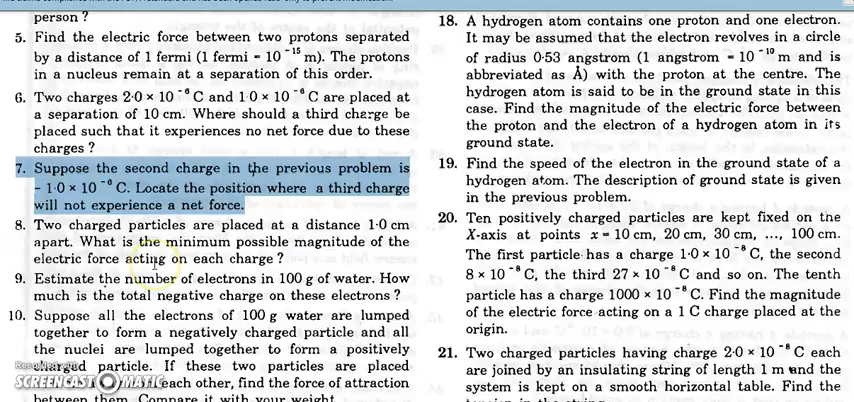 person ?
5. Find the electric force between two protons separated
by a distance of 1 fermi (1 fermi = 10 ⁻¹⁵ m). The protons
in a nucleus remain at a separation of this order.
6. Two charges 2·0 × 10 ⁻⁶ C and 1·0 × 10 ⁻⁶ C are placed at
a separation of 10 cm. Where should a third charge be
placed such that it experiences no net force due to these
charges ?
7. Suppose the second charge in the previous problem is
– 1·0 × 10 ⁻⁶ C. Locate the position where a third charge
will not experience a net force.
8. Two charged particles are placed at a distance 1·0 cm
apart. What is the minimum possible magnitude of the
electric force acting on each charge ?
9. Estimate the number of electrons in 100 g of water. How
much is the total negative charge on these electrons ?
10. Suppose all the electrons of 100 g water are lumped
together to form a negatively charged particle and all
the nuclei are lumped together to form a positively
charged particle. If these two particles are placed
each other, find the force of attraction
between them. Compare it with your weight.
SCREENCAST-O-MATIC
18. A hydrogen atom contains one proton and one electron.
It may be assumed that the electron revolves in a circle
of radius 0·53 angstrom (1 angstrom = 10 ⁻¹⁰ m and is
abbreviated as Å) with the proton at the centre. The
hydrogen atom is said to be in the ground state in this
case. Find the magnitude of the electric force between
the proton and the electron of a hydrogen atom in its
ground state.
19. Find the speed of the electron in the ground state of a
hydrogen atom. The description of ground state is given
in the previous problem.
20. Ten positively charged particles are kept fixed on the
X-axis at points x = 10 cm, 20 cm, 30 cm, ...., 100 cm.
The first particle has a charge 1·0 × 10 ⁻⁸ C, the second
8 × 10 ⁻⁸ C, the third 27 × 10 ⁻⁸ C and so on. The tenth
particle has a charge 1000 × 10 ⁻⁸ C. Find the magnitude
of the electric force acting on a 1 C charge placed at the
origin.
21. Two charged particles having charge 2·0 × 10 ⁻⁸ C each
are joined by an insulating string of length 1 m and the
system is kept on a smooth horizontal table. Find the